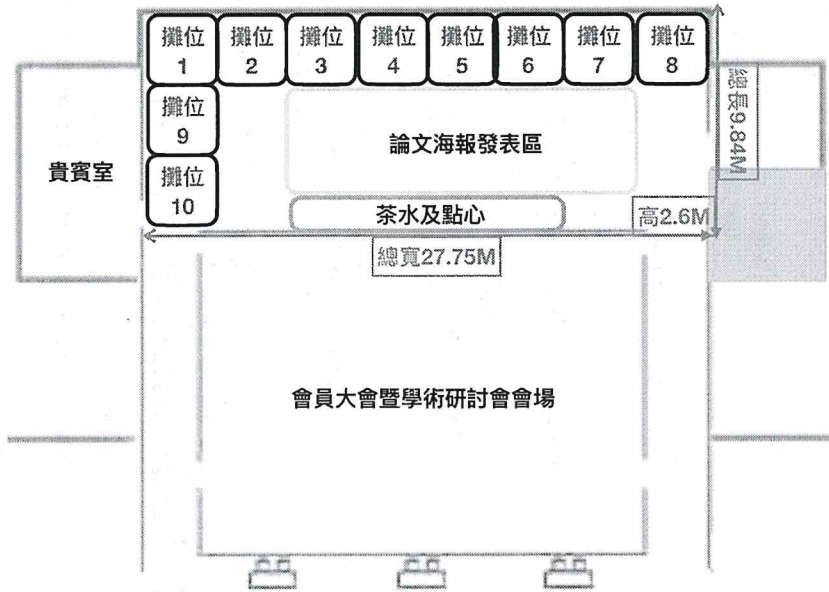 攤位
1
攤位
2
攤位
3
攤位
4
攤位
5
攤位
6
攤位
7
攤位
8
攤位
9
攤位
10
貴賓室
論文海報發表區
總長9.84M
茶水及點心
高2.6M
總寬27.75M
會員大會暨學術研討會會場